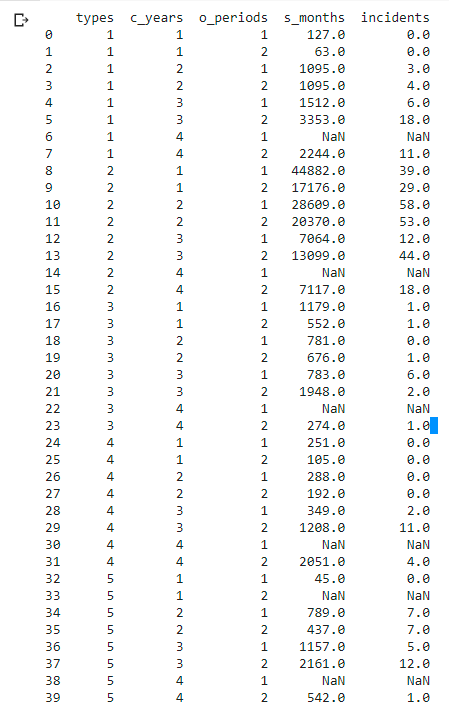 types c_years o_periods s_months incidents
0 1 1 1 127.0 0.0
1 1 1 2 63.0 0.0
2 1 2 1 1095.0 3.0
3 1 2 2 1095.0 4.0
4 1 3 1 1512.0 6.0
5 1 3 2 3353.0 18.0
6 1 4 1 NaN NaN
7 1 4 2 2244.0 11.0
8 2 1 1 44882.0 39.0
9 2 1 2 17176.0 29.0
10 2 2 1 28609.0 58.0
11 2 2 2 20370.0 53.0
12 2 3 1 7064.0 12.0
13 2 3 2 13099.0 44.0
14 2 4 1 NaN NaN
15 2 4 2 7117.0 18.0
16 3 1 1 1179.0 1.0
17 3 1 2 552.0 1.0
18 3 2 1 781.0 0.0
19 3 2 2 676.0 1.0
20 3 3 1 783.0 6.0
21 3 3 2 1948.0 2.0
22 3 4 1 NaN NaN
23 3 4 2 274.0 1.0
24 4 1 1 251.0 0.0
25 4 1 2 105.0 0.0
26 4 2 1 288.0 0.0
27 4 2 2 192.0 0.0
28 4 3 1 349.0 2.0
29 4 3 2 1208.0 11.0
30 4 4 1 NaN NaN
31 4 4 2 2051.0 4.0
32 5 1 1 45.0 0.0
33 5 1 2 NaN NaN
34 5 2 1 789.0 7.0
35 5 2 2 437.0 7.0
36 5 3 1 1157.0 5.0
37 5 3 2 2161.0 12.0
38 5 4 1 NaN NaN
39 5 4 2 542.0 1.0